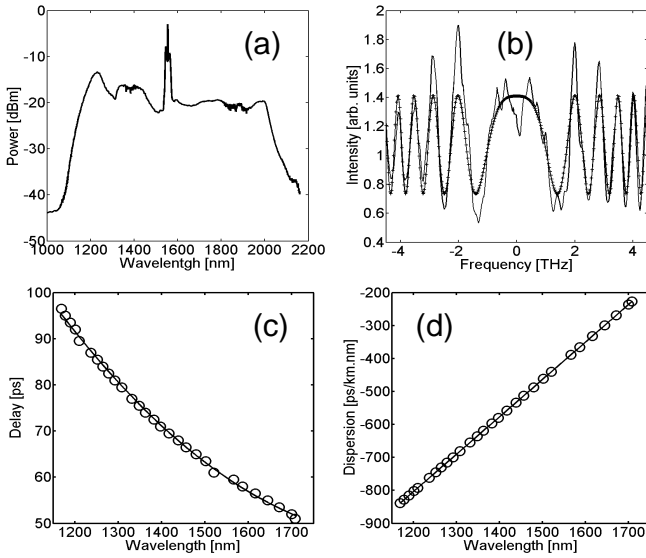 0
-10
-20
-30
-40
-50
Power [dBm]
1000 1200 1400 1600 1800 2000 2200
Wavelentgh [nm]
(a)
2
1.8
1.6
1.4
1.2
1
0.8
0.6
0.4
Intensity [arb. units]
-4 -2 0 2 4
Frequency [THz]
(b)
100
90
80
70
60
50
Delay [ps]
1200 1300 1400 1500 1600 1700
Wavelength [nm]
(c)
-200
-300
-400
-500
-600
-700
-800
-900
Dispersion [ps/km.nm]
1200 1300 1400 1500 1600 1700
Wavelength [nm]
(d)